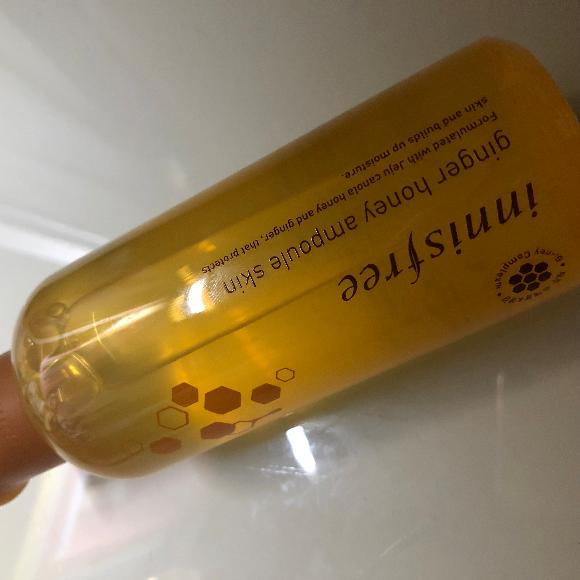 innisfree
ginger honey ampoule skin
Formulated with Jeju canola honey and ginger, that protects
skin and builds up moisture.